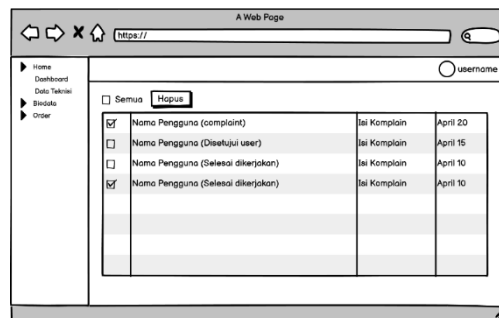 A Web Page
https://
Home
Dashboard
Data Teknisi
Biodata
Order
username
Semua Hapus
Nama Pengguna (complaint) Isi Komplain April 20
Nama Pengguna (Disetujui user) Isi Komplain April 15
Nama Pengguna (Selesai dikerjakan) Isi Komplain April 10
Nama Pengguna (Selesai dikerjakan) Isi Komplain April 10